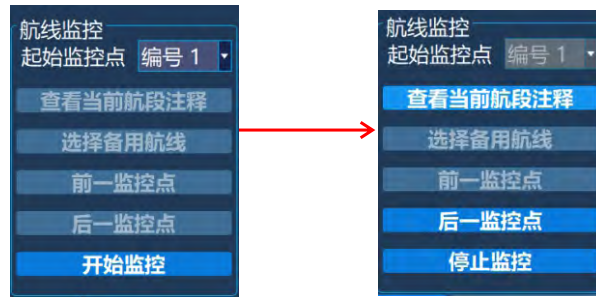 航线监控
起始监控点 编号 1
查看当前航段注释
选择备用航线
前一监控点
后一监控点
开始监控
航线监控
起始监控点 编号 1
查看当前航段注释
选择备用航线
前一监控点
后一监控点
停止监控